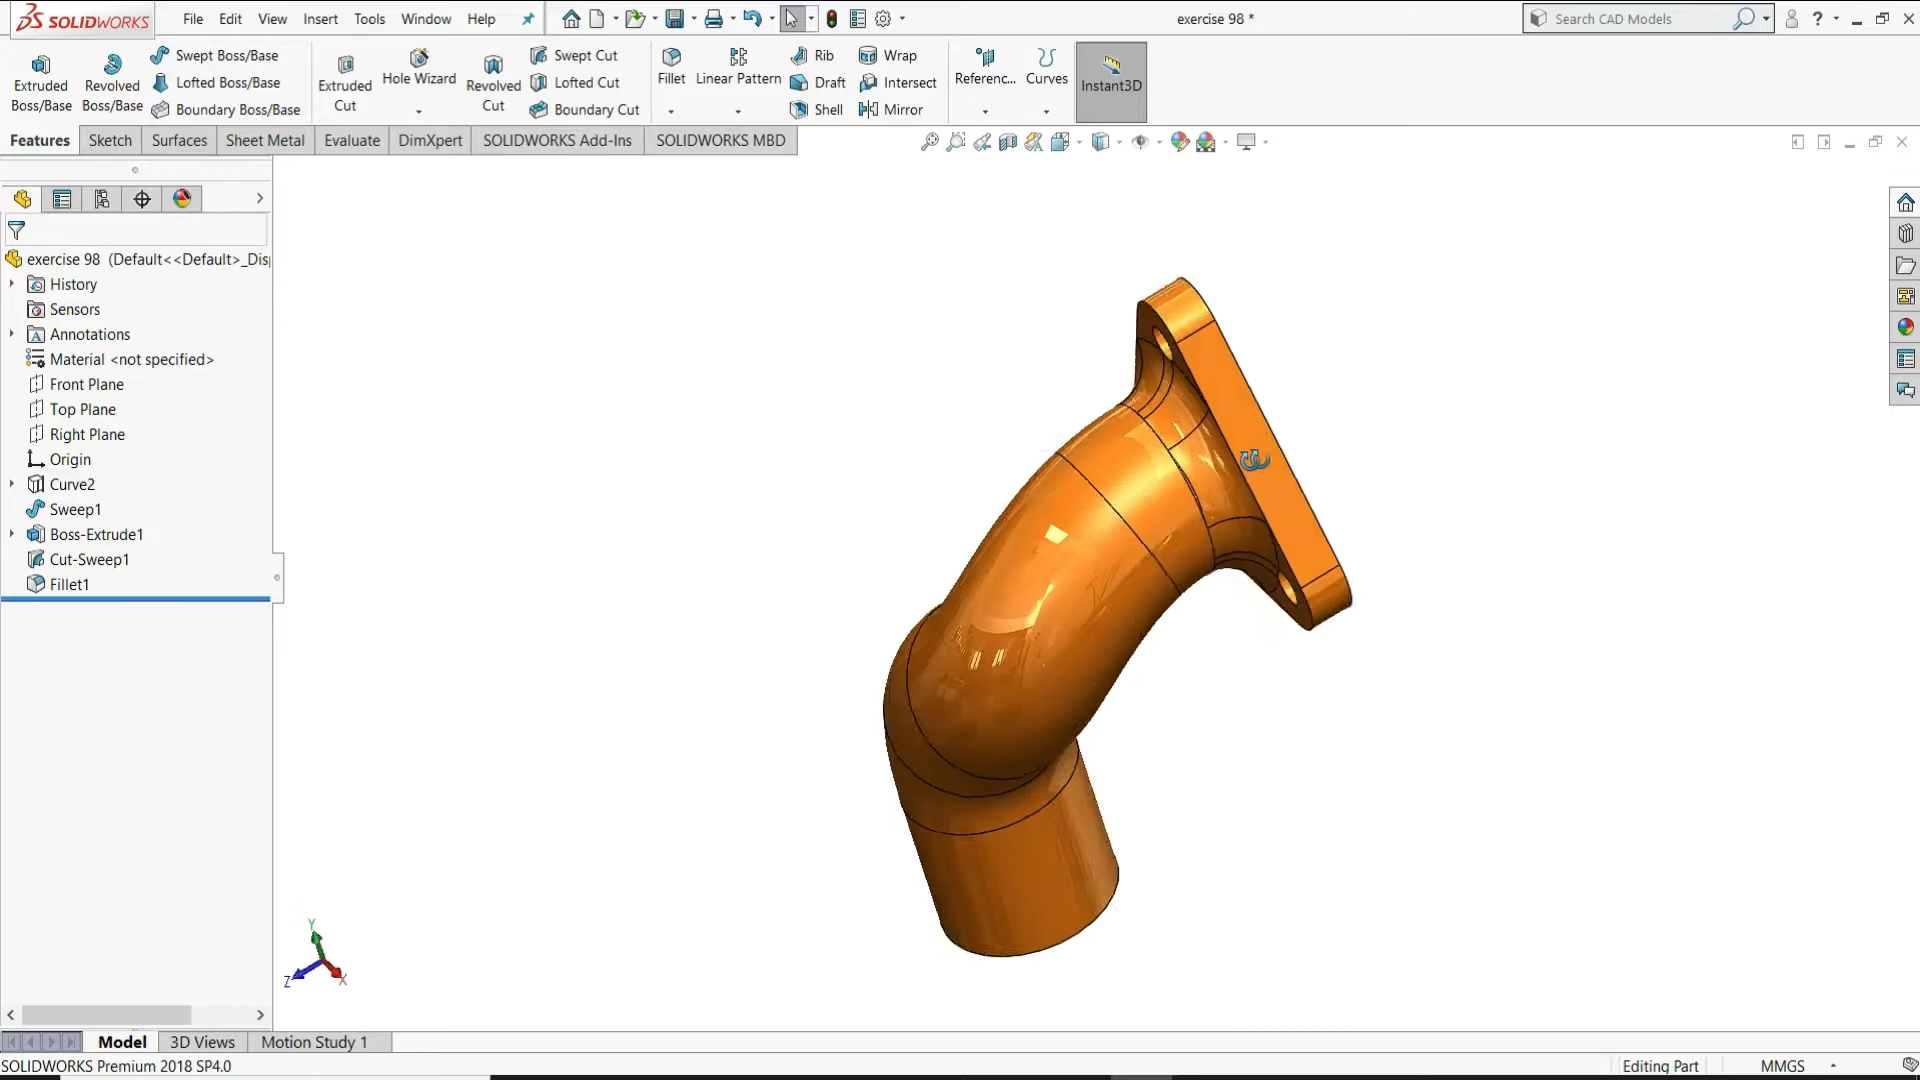 SOLIDWORKS File Edit View Insert Tools Window Help exercise 98 * Search CAD Models ?
Extruded Boss/Base
Revolved Boss/Base
Swept Boss/Base
Lofted Boss/Base
Boundary Boss/Base
Extruded Cut
Hole Wizard
Revolved Cut
Swept Cut
Lofted Cut
Boundary Cut
Fillet
Linear Pattern
Rib
Draft
Shell
Wrap
Intersect
Mirror
Referenc...
Curves
Instant3D
Features Sketch Surfaces Sheet Metal Evaluate DimXpert SOLIDWORKS Add-Ins SOLIDWORKS MBD
exercise 98 (Default<<Default>_Disp
History
Sensors
A Annotations
Material <not specified>
Front Plane
Top Plane
Right Plane
Origin
Curve2
Sweep1
Boss-Extrude1
Cut-Sweep1
Fillet1
Y
Z X
Model 3D Views Motion Study 1
SOLIDWORKS Premium 2018 SP4.0 Editing Part MMGS